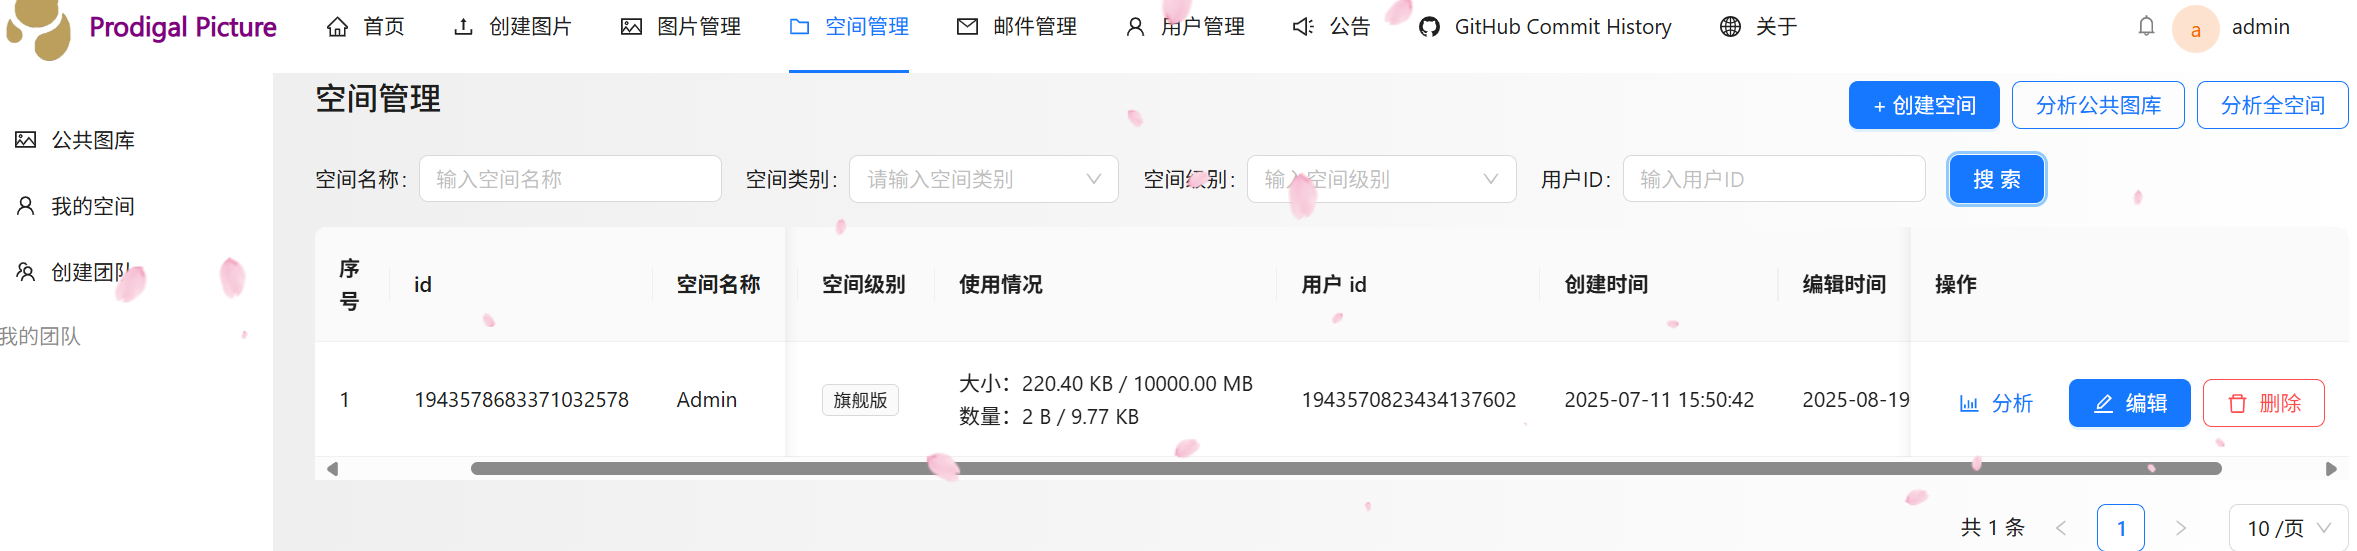 Prodigal Picture
首页
创建图片
图片管理
空间管理
邮件管理
用户管理
公告
GitHub Commit History
关于
a
admin
公共图库
我的空间
创建团队
我的团队
空间管理
+ 创建空间
分析公共图库
分析全空间
空间名称:
输入空间名称
空间类别:
请输入空间类别
空间级别:
输入空间级别
用户ID:
输入用户ID
搜 索
序号
id
空间名称
空间级别
使用情况
用户 id
创建时间
编辑时间
操作
1
1943578683371032578
Admin
旗舰版
大小: 220.40 KB / 10000.00 MB
数量: 2 B / 9.77 KB
1943570823434137602
2025-07-11 15:50:42
2025-08-19
分析
编辑
删除
共 1 条
1
10 /页